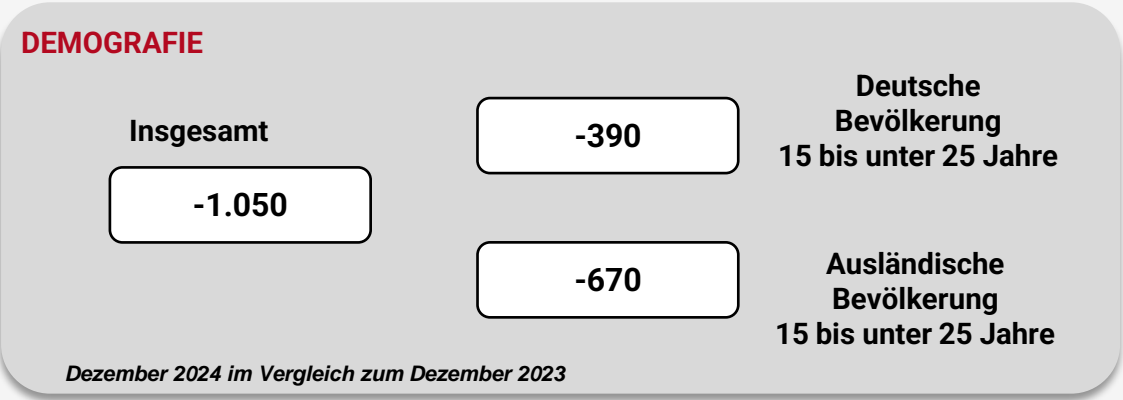 DEMOGRAFIE
Insgesamt
-1.050
-390
Deutsche
Bevölkerung
15 bis unter 25 Jahre
-670
Ausländische
Bevölkerung
15 bis unter 25 Jahre
Dezember 2024 im Vergleich zum Dezember 2023